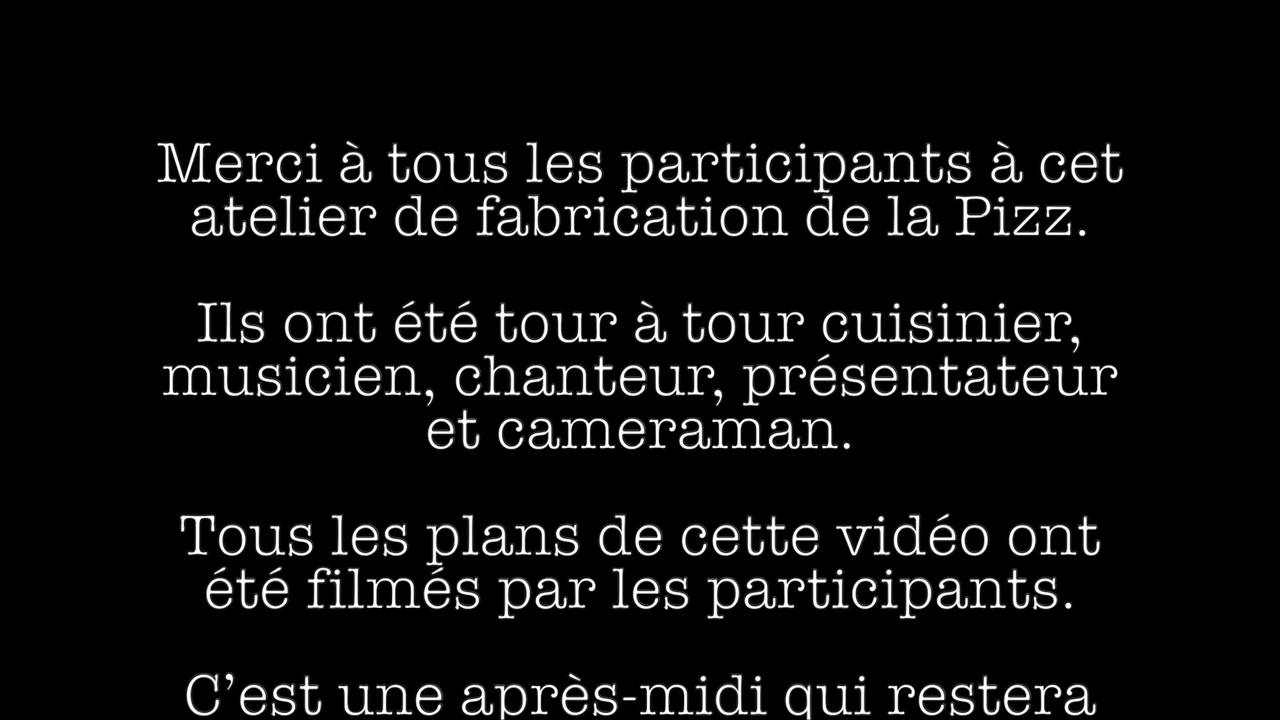 Merci à tous les participants à cet
atelier de fabrication de la Pizz.
Ils ont été tour à tour cuisinier,
musicien, chanteur, présentateur
et cameraman.
Tous les plans de cette vidéo ont
été filmés par les participants.
C’est une après-midi qui restera